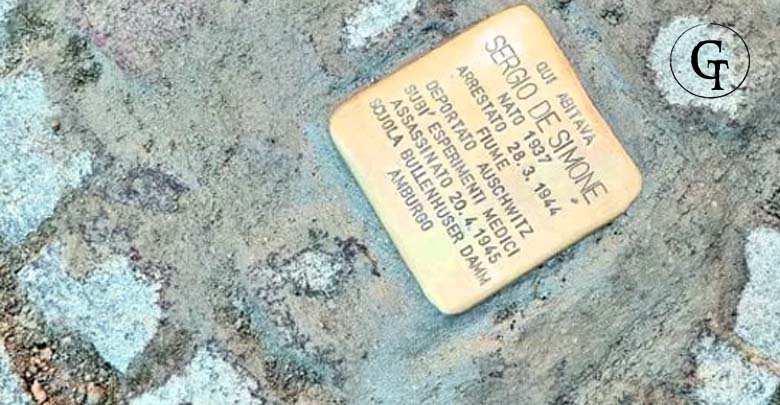 QUI ABITAVA
SERGIO DE SIMONE
NATO 1937
ARRESTATO 28.3.1944
FIUME
DEPORTATO AUSCHWITZ
SUBI' ESPERIMENTI MEDICI
ASSASSINATO 20.4.1945
SCUOLA BULLENHUSER DAMM
AMBURGO
GT